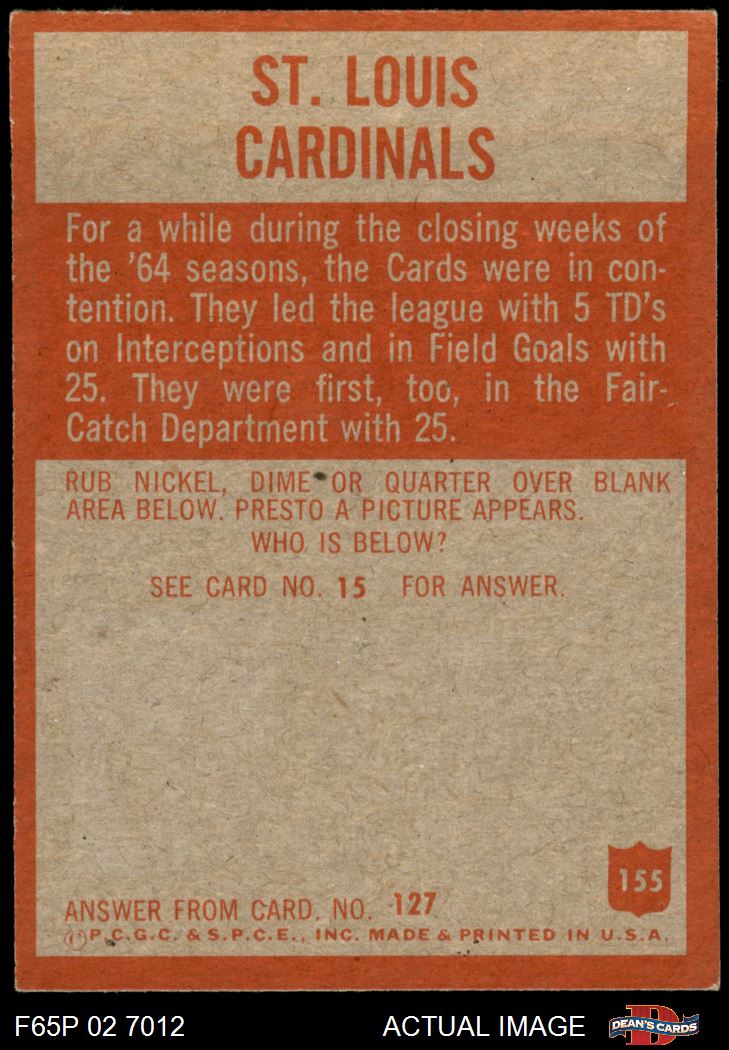 ST. LOUIS
CARDINALS
For a while during the closing weeks of
the '64 seasons, the Cards were in con-
tention. They led the league with 5 TD's
on Interceptions and in Field Goals with
25. They were first, too, in the Fair-
Catch Department with 25.
RUB NICKEL, DIME OR QUARTER OVER BLANK
AREA BELOW. PRESTO A PICTURE APPEARS.
WHO IS BELOW?
SEE CARD NO. 15 FOR ANSWER.
155
ANSWER FROM CARD. NO. 127
©P.C.G.C. & S.P.C.E., INC. MADE & PRINTED IN U.S.A.
F65P 02 7012
ACTUAL IMAGE
D
DEAN'S CARDS